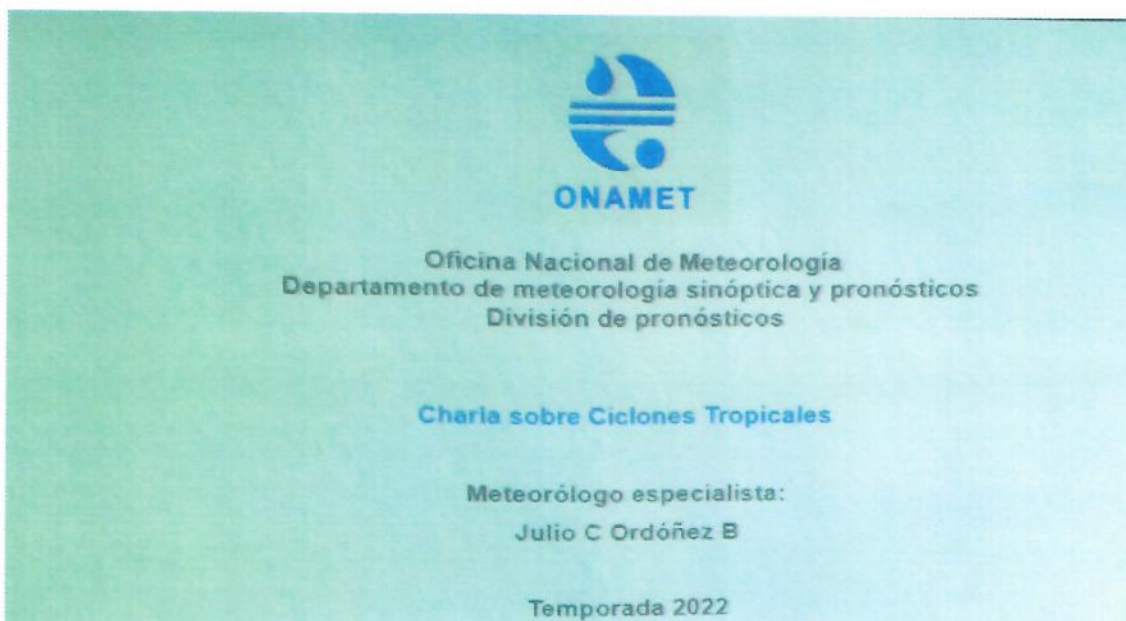 ONAMET
Oficina Nacional de Meteorología
Departamento de meteorología sinóptica y pronósticos
División de pronósticos
Charla sobre Ciclones Tropicales
Meteorólogo especialista:
Julio C Ordóñez B
Temporada 2022